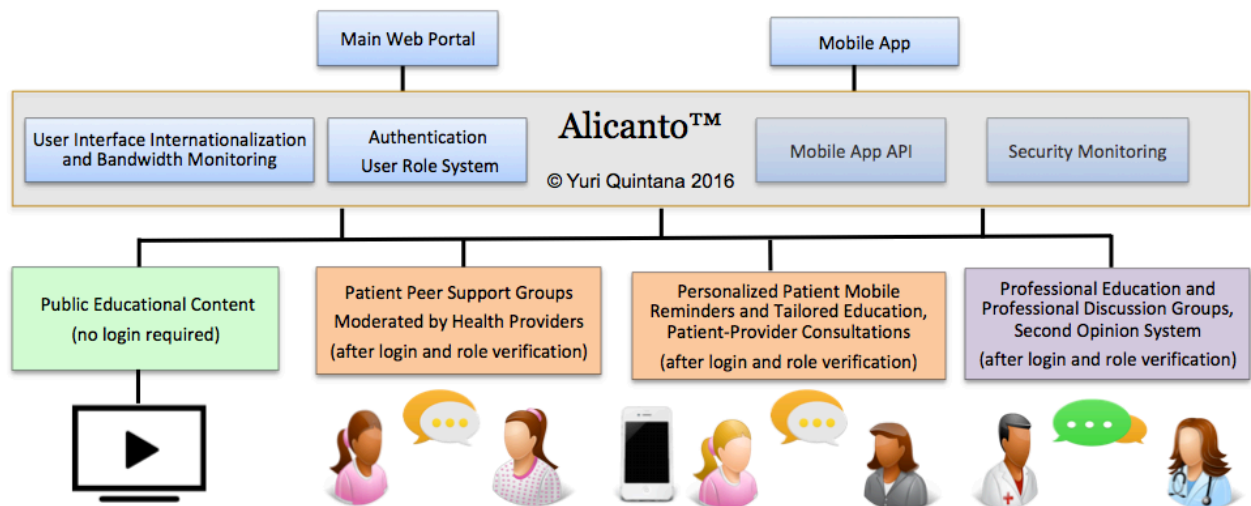 Main Web Portal
Mobile App
User Interface Internationalization
and Bandwidth Monitoring
Authentication
User Role System
Alicanto™
© Yuri Quintana 2016
Mobile App API
Security Monitoring
Public Educational Content
(no login required)
Patient Peer Support Groups
Moderated by Health Providers
(after login and role verification)
Personalized Patient Mobile
Reminders and Tailored Education,
Patient-Provider Consultations
(after login and role verification)
Professional Education and
Professional Discussion Groups,
Second Opinion System
(after login and role verification)